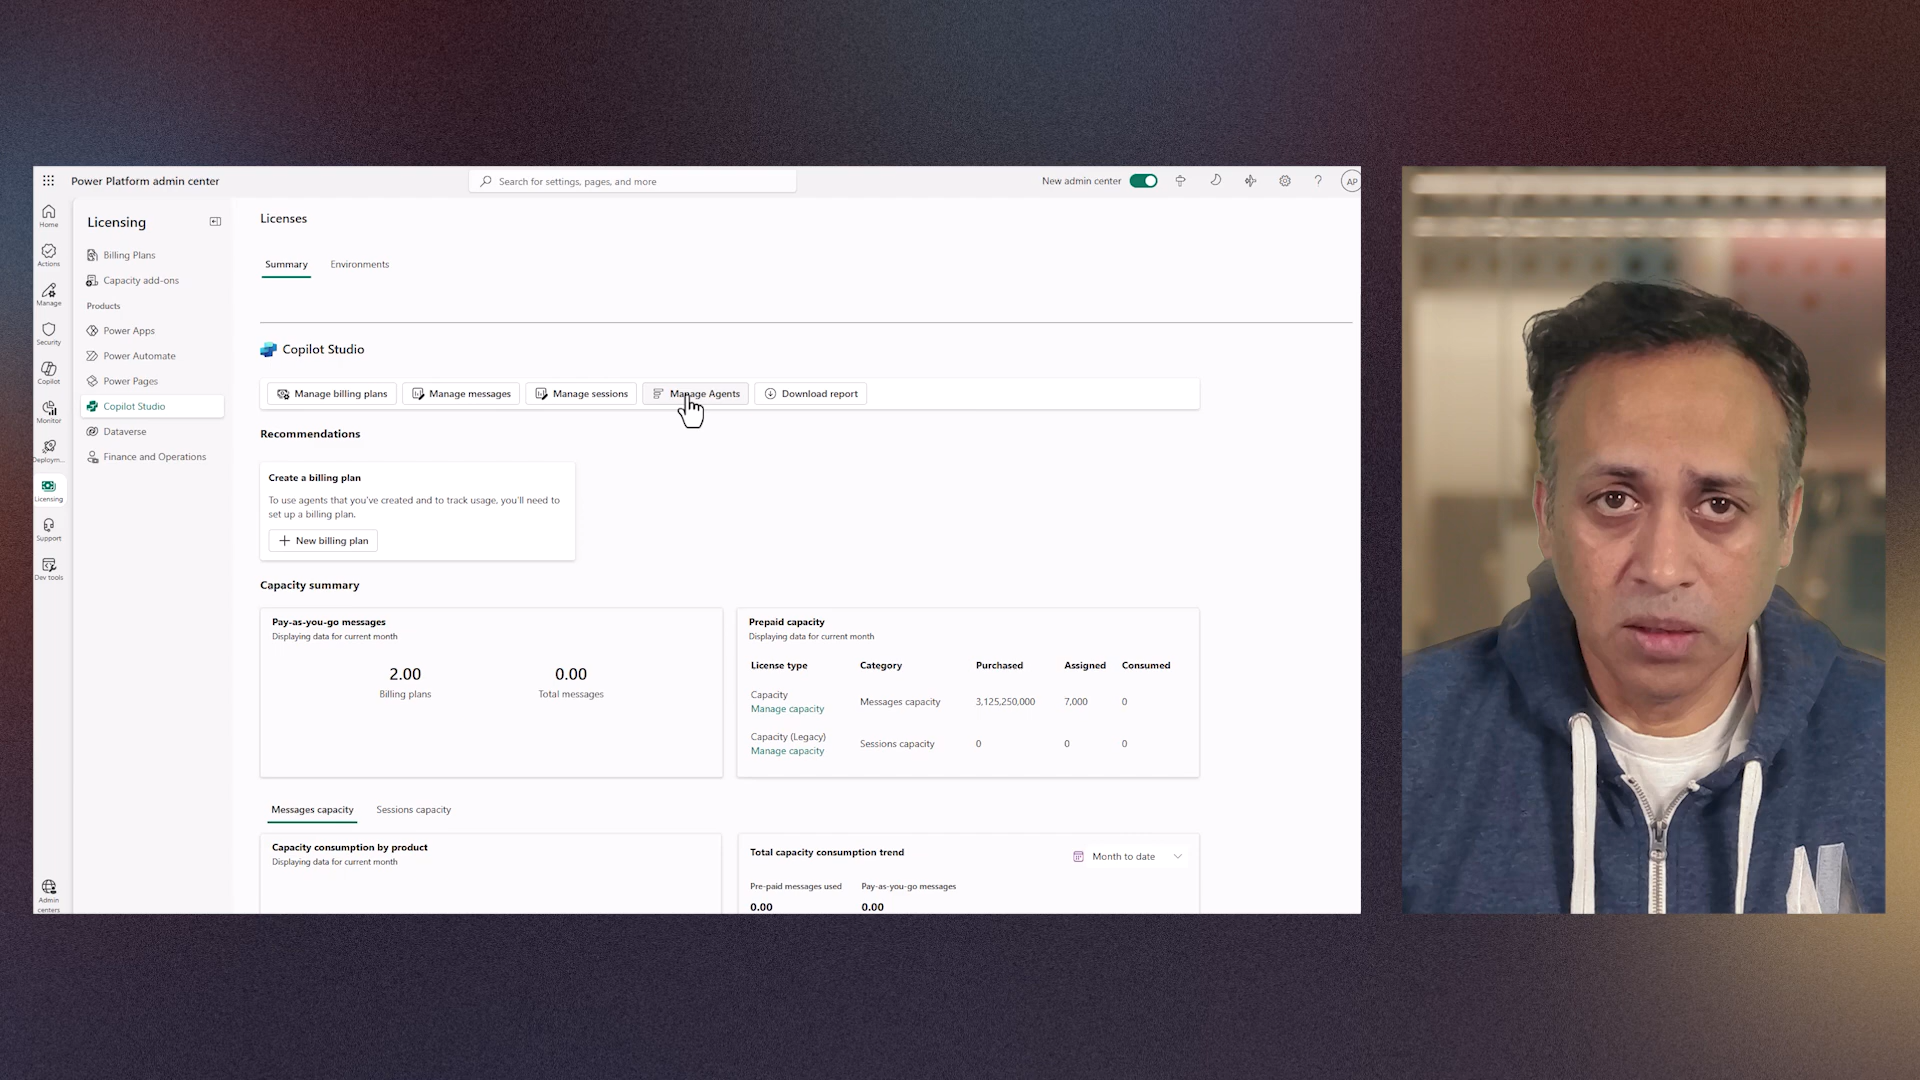 Power Platform admin center
Search for settings, pages, and more
New admin center
AP
Home
Actions
Manage
Security
Copilot
Monitor
Deploym...
Licensing
Support
Dev tools
Admin
centers
Licensing
Billing Plans
Capacity add-ons
Products
Power Apps
Power Automate
Power Pages
Copilot Studio
Dataverse
Finance and Operations
Licenses
Summary
Environments
Copilot Studio
Manage billing plans
Manage messages
Manage sessions
Manage Agents
Download report
Recommendations
Create a billing plan
To use agents that you've created and to track usage, you'll need to
set up a billing plan.
New billing plan
Capacity summary
Pay-as-you-go messages
Displaying data for current month
2.00 0.00
Billing plans Total messages
Prepaid capacity
Displaying data for current month
License type Category Purchased Assigned Consumed
Capacity
Manage capacity
Messages capacity 3,125,250,000 7,000 0
Capacity (Legacy)
Manage capacity
Sessions capacity 0 0 0
Messages capacity Sessions capacity
Capacity consumption by product
Displaying data for current month
Total capacity consumption trend
Month to date
Pre-paid messages used Pay-as-you-go messages
0.00 0.00